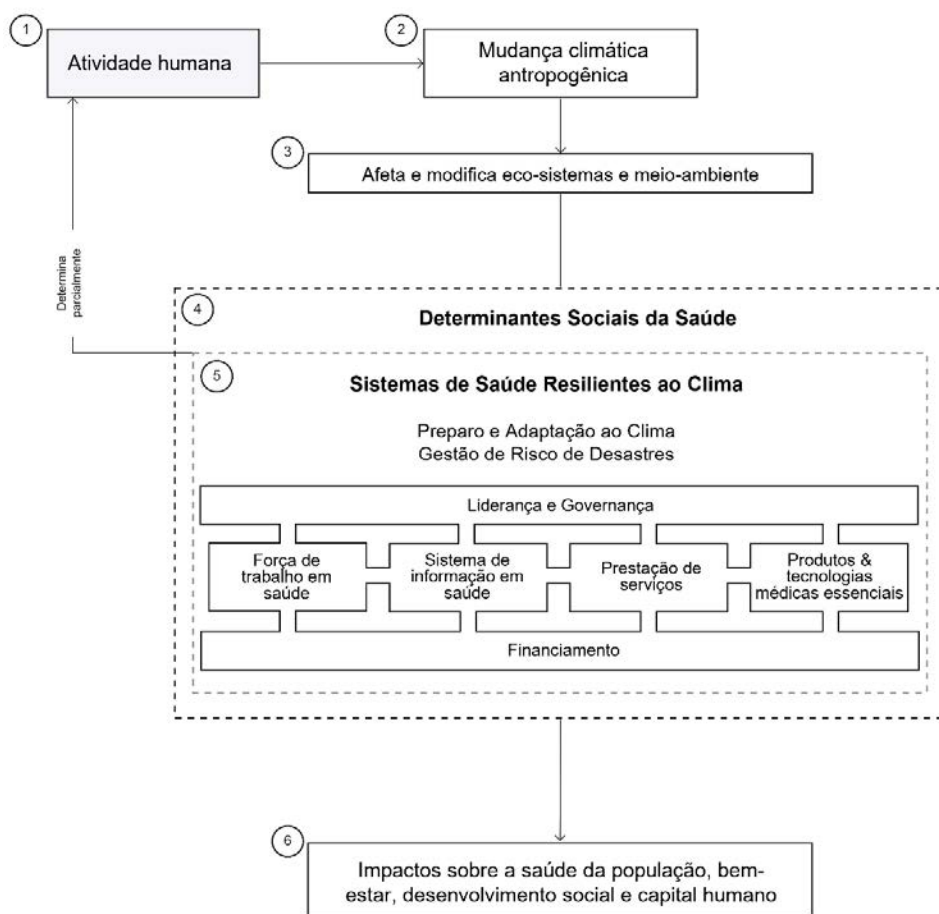 1
Atividade humana
2
Mudança climática
antropogênica
3
Afeta e modifica eco-sistemas e meio-ambiente
Determina
parcialmente
4
Determinantes Sociais da Saúde
5
Sistemas de Saúde Resilientes ao Clima
Preparo e Adaptação ao Clima
Gestão de Risco de Desastres
Liderança e Governança
Força de
trabalho em
saúde
Sistema de
informação em
saúde
Prestação de
serviços
Produtos &
tecnologias
médicas essenciais
Financiamento
6
Impactos sobre a saúde da população, bem-
estar, desenvolvimento social e capital humano